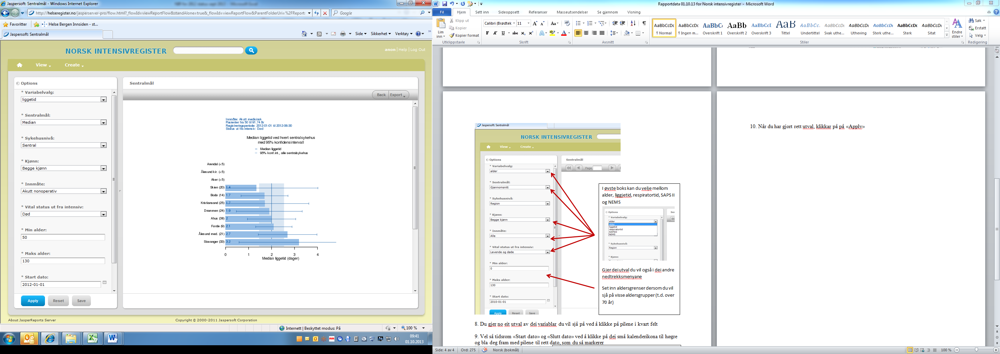 Jaspersoft: Sentralmål - Windows Internet Explorer
http://helseregister.no/jasperserver-pro/flow.html?_flowId=viewReportFlow&standAlone=true&_flowId=viewReportFlow&ParentFolderUri=%2FReports
Google
Favoritter
Helse Bergen Innsiden - st...
Jaspersoft: Sentralmål
Side
Sikkerhet
Verktøy
NORSK INTENSIVREGISTER
anon | Help | Log Out
View
Create
Options
* Variabelvalg:
liggetid
* Sentralmål:
Median
* Sykehusnivå:
Sentral
* Kjønn:
Begge kjønn
* Innmåte:
Akutt nonoperativ
* Vital status ut fra intensiv:
Død
* Min alder:
50
* Maks alder:
130
* Start dato:
2012-01-01
Apply
Reset
Save
Sentralmål
Back
Export
Innmåte: Akutt medisinsk
Pasienter fra 50 til 91.74 år
Registreringsperiode: 2012-01-01 til 2012-06-30
Status ut fra intensiv: Død
Median liggetid ved hvert sentralsykehus
med 95% konfidensintervall
Median liggetid
95% konf.int., alle sentralsykehus
Arendal (<5)
Ålesund kir. (<5)
Aker (<5)
Skien (20) 1.4
Bodø (14) 1.7
Kristiansand (25) 1.7
Drammen (24) 1.9
Ahus (38) 2
Førde (9) 2.1
Ålesund med. (21) 2.7
Stavanger (33) 3.2
0 1 2 3 4
Median liggetid (dager)
About JasperReports Server
Copyright © 2000-2011 Jaspersoft Corporation
Internett | Beskyttet modus: På
100 %
09:41
01.10.2013
Rapportdata 01.10.13 for Norsk intensivregister - Microsoft Word
Fil
Hjem
Sett inn
Sideoppsett
Referanser
Masseutsendelser
Se gjennom
Visning
Lim
inn
Klipp ut
Kopier
Kopier format
Utklippstavle
Calibri (Brødtek
11
F K U abc x₂ x²
Skrift
Avsnitt
AaBbCcDc AaBbCcDc AaBbC AaBb AaBbCcI AaB AaBbCc. AaBbCcDc AaBbCcDc AaBbCcDc AaBbCcDc AaBbCcDc
¶ Normal
¶ Ingen m...
Overskrift 1
Overskrift 2
Overskrift 3
Tittel
Undertittel
Svak uthe...
Utheving
Sterk uthe...
Sterk
Sitat
Stiler
Endre
stiler
Søk
Erstatt
Velg
Redigering
Jaspersoft: Sentralmål
NORSK INTENSIVREGISTER
View
Create
Options
* Variabelvalg:
alder
* Sentralmål:
Gjennomsnitt
* Sykehusnivå:
Region
* Kjønn:
Begge kjønn
* Innmåte:
Alle
* Vital status ut fra intensiv:
Levende og døde
* Min alder:
0
* Maks alder:
130
* Start dato:
2010-01-01
Apply
Reset
Save
Sentralmål
Page
I øvste boks kan du velje mellom
alder, liggjetid, respiratortid, SAPS II
og NEMS
Options
Ser
* Variabelvalg:
alder
alder
liggetid
respiratortid
SAPSII
NEMS
* Sykehusnivå:
Region
* Kjønn:
Gjer dei utval du vil også i dei andre
nedtrekksmenyane
Set inn aldersgrenser dersom du vil
sjå på visse aldersgrupper (t.d. over
70 år)
8. Du gjer no eit utval av dei variablar du vil sjå på ved å klikke på pilene i kvart felt
9. Vel så tidsrom «Start dato» og «Slutt dato» ved å klikke på dei små kalenderikona til høgre
og bla deg fram med pilene til rett dato, som du så markerer
10. Når du har gjort rett utval, klikkar på på «Apply»
Side: 4 av 4
Ord: 275
Norsk (bokmål)
100 %